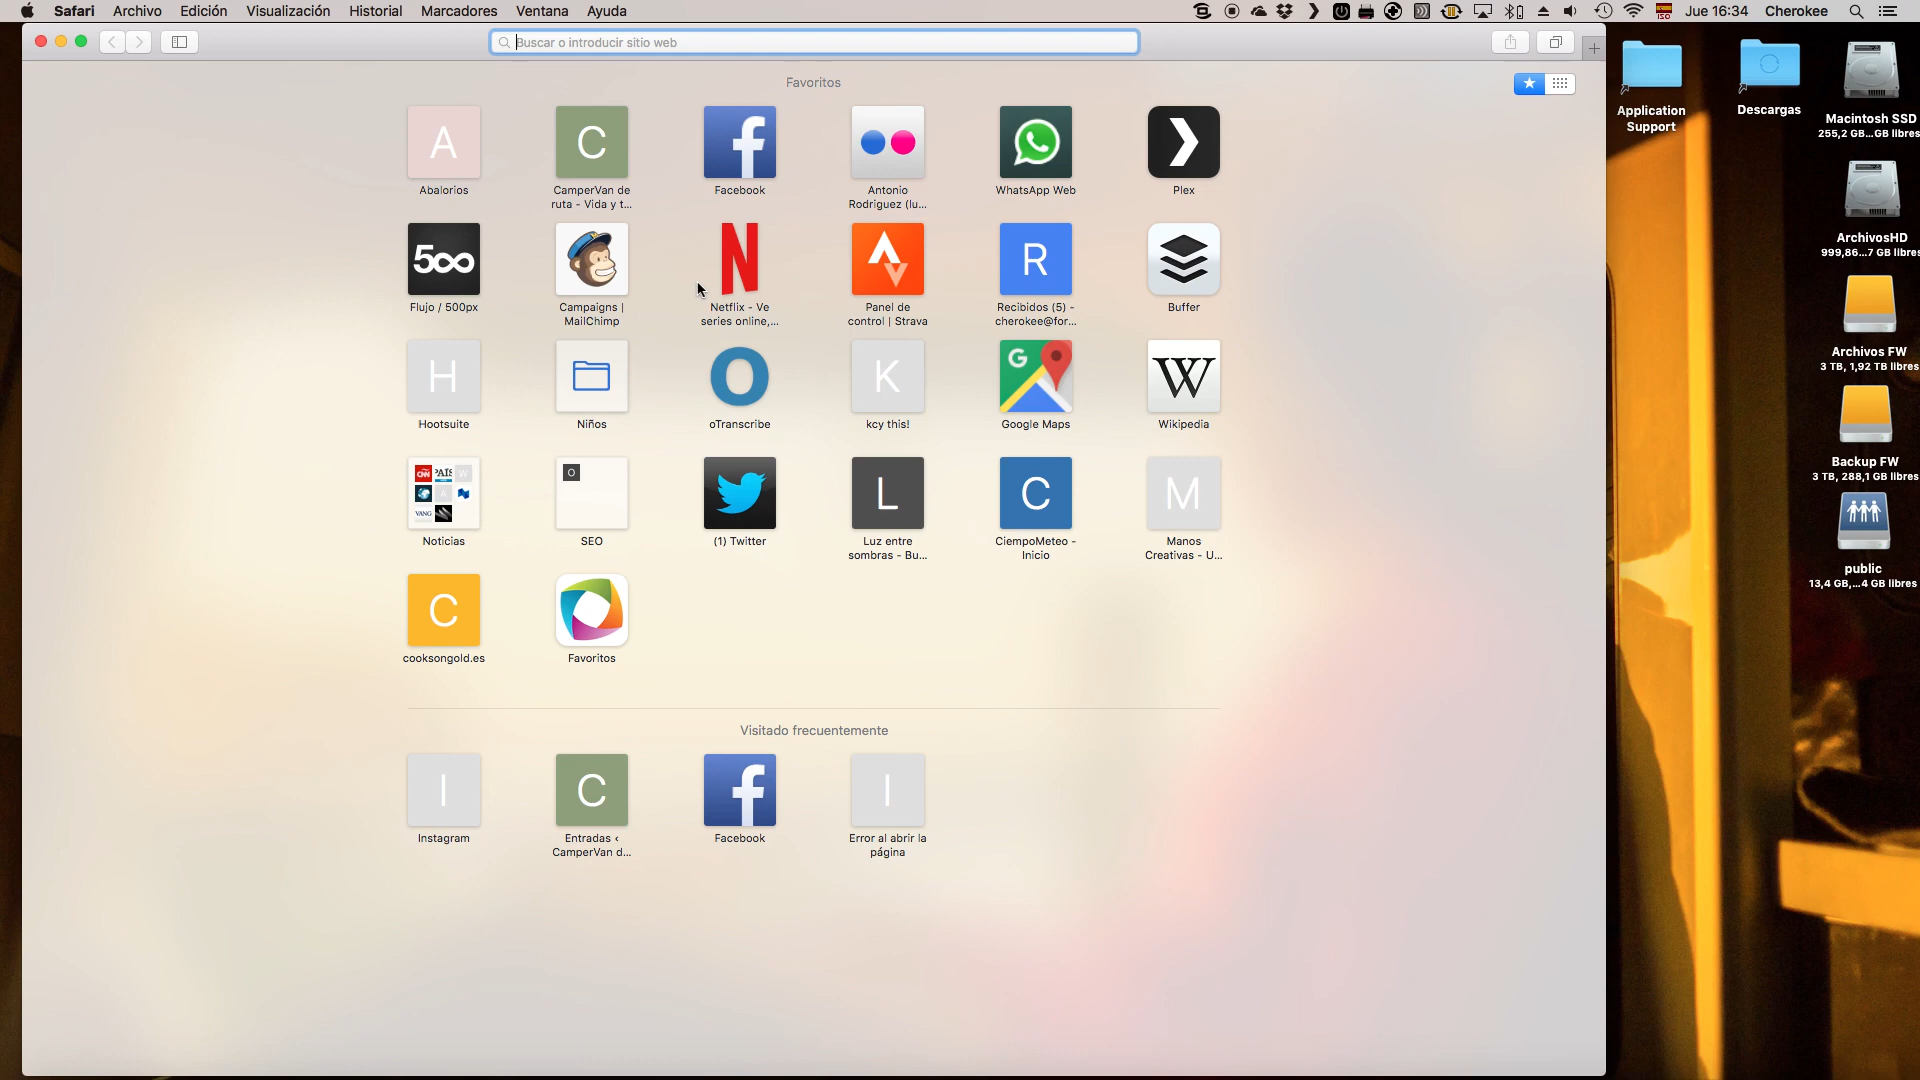 Safari Archivo Edición Visualización Historial Marcadores Ventana Ayuda
ISO
Jue 16:34 Cherokee
Buscar o introducir sitio web
Favoritos
A
C
Abalorios
CamperVan de
ruta - Vida y t...
Facebook
Antonio
Rodriguez (lu...
WhatsApp Web
Plex
500
N
R
Flujo / 500px
Campaigns |
MailChimp
Netflix - Ve
series online,...
Panel de
control | Strava
Recibidos (5) -
cherokee@for...
Buffer
H
O
K
G
W
Hootsuite
Niños
oTranscribe
kcy this!
Google Maps
Wikipedia
CNN
PAÍS
W
A
VANG
O
L
C
M
Noticias
SEO
(1) Twitter
Luz entre
sombras - Bu...
CiempoMeteo -
Inicio
Manos
Creativas - U...
C
cooksongold.es
Favoritos
Visitado frecuentemente
I
C
I
Instagram
Entradas ‹
CamperVan d...
Facebook
Error al abrir la
página
Application
Support
Descargas
Macintosh SSD
255,2 GB...GB libres
ArchivosHD
999,86...7 GB libres
Archivos FW
3 TB, 1,92 TB libres
Backup FW
3 TB, 288,1 GB libres
public
13,4 GB,...4 GB libres